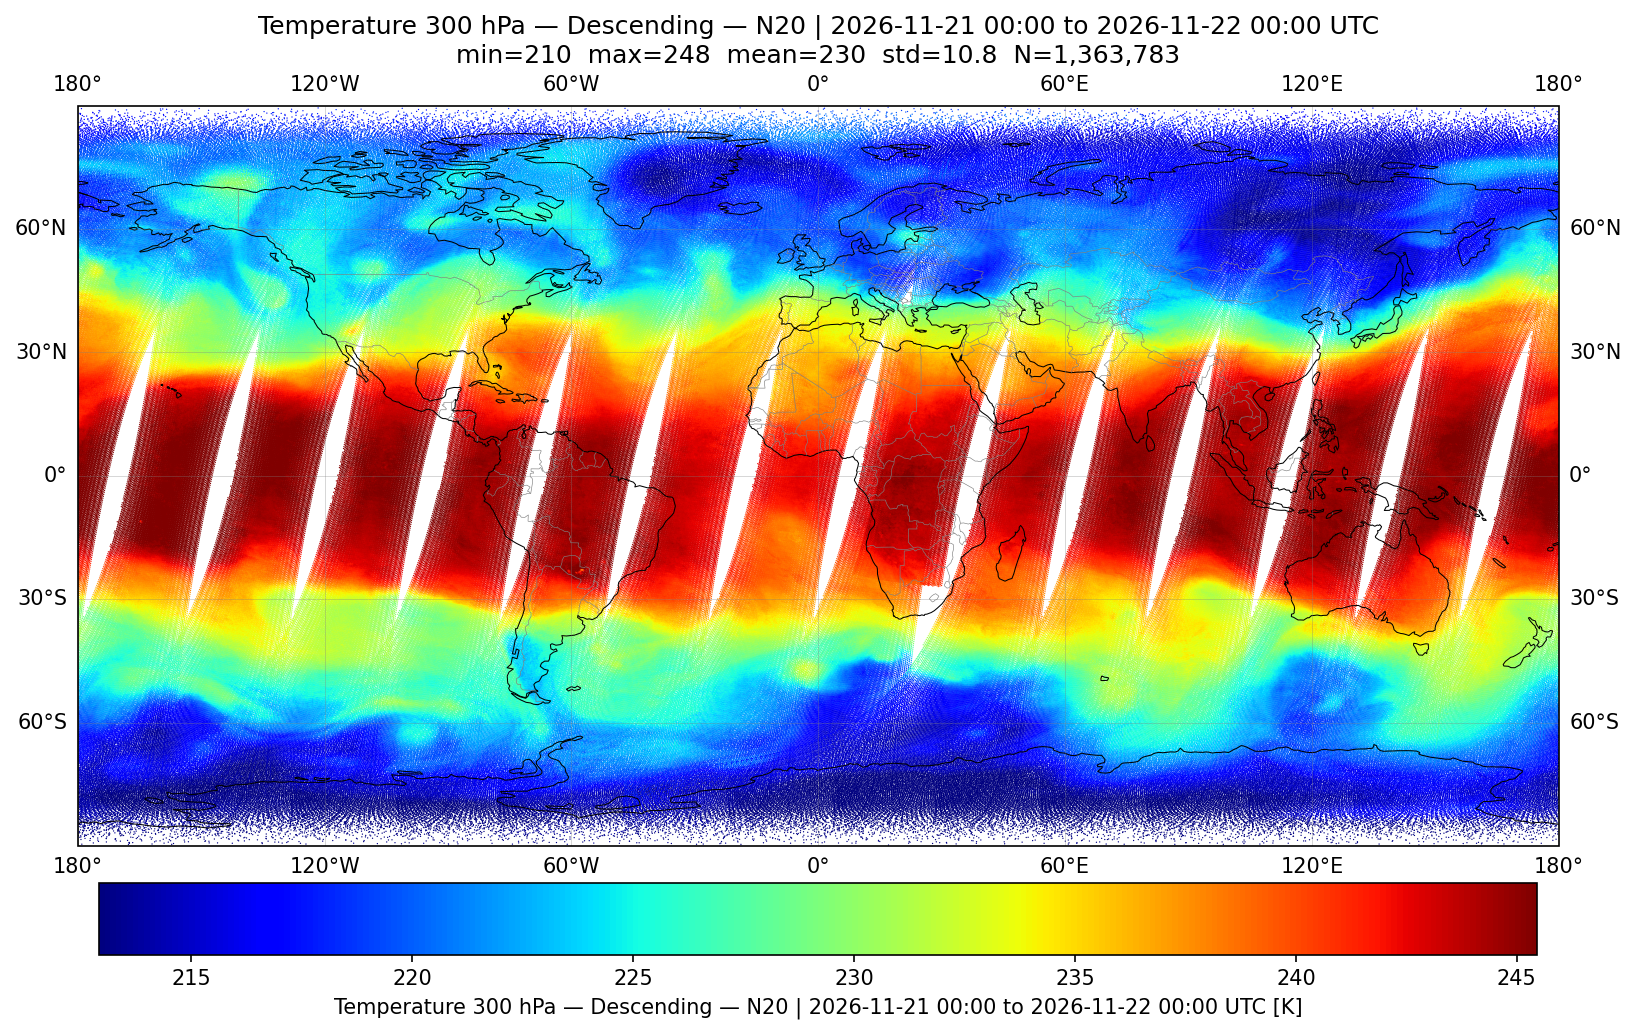 Temperature 300 hPa — Descending — N20 | 2026-11-21 00:00 to 2026-11-22 00:00 UTC
min=210  max=248  mean=230  std=10.8  N=1,363,783
180° 120°W 60°W 0° 60°E 120°E 180°
60°N 60°N
30°N 30°N
0° 0°
30°S 30°S
60°S 60°S
180° 120°W 60°W 0° 60°E 120°E 180°
215 220 225 230 235 240 245
Temperature 300 hPa — Descending — N20 | 2026-11-21 00:00 to 2026-11-22 00:00 UTC [K]